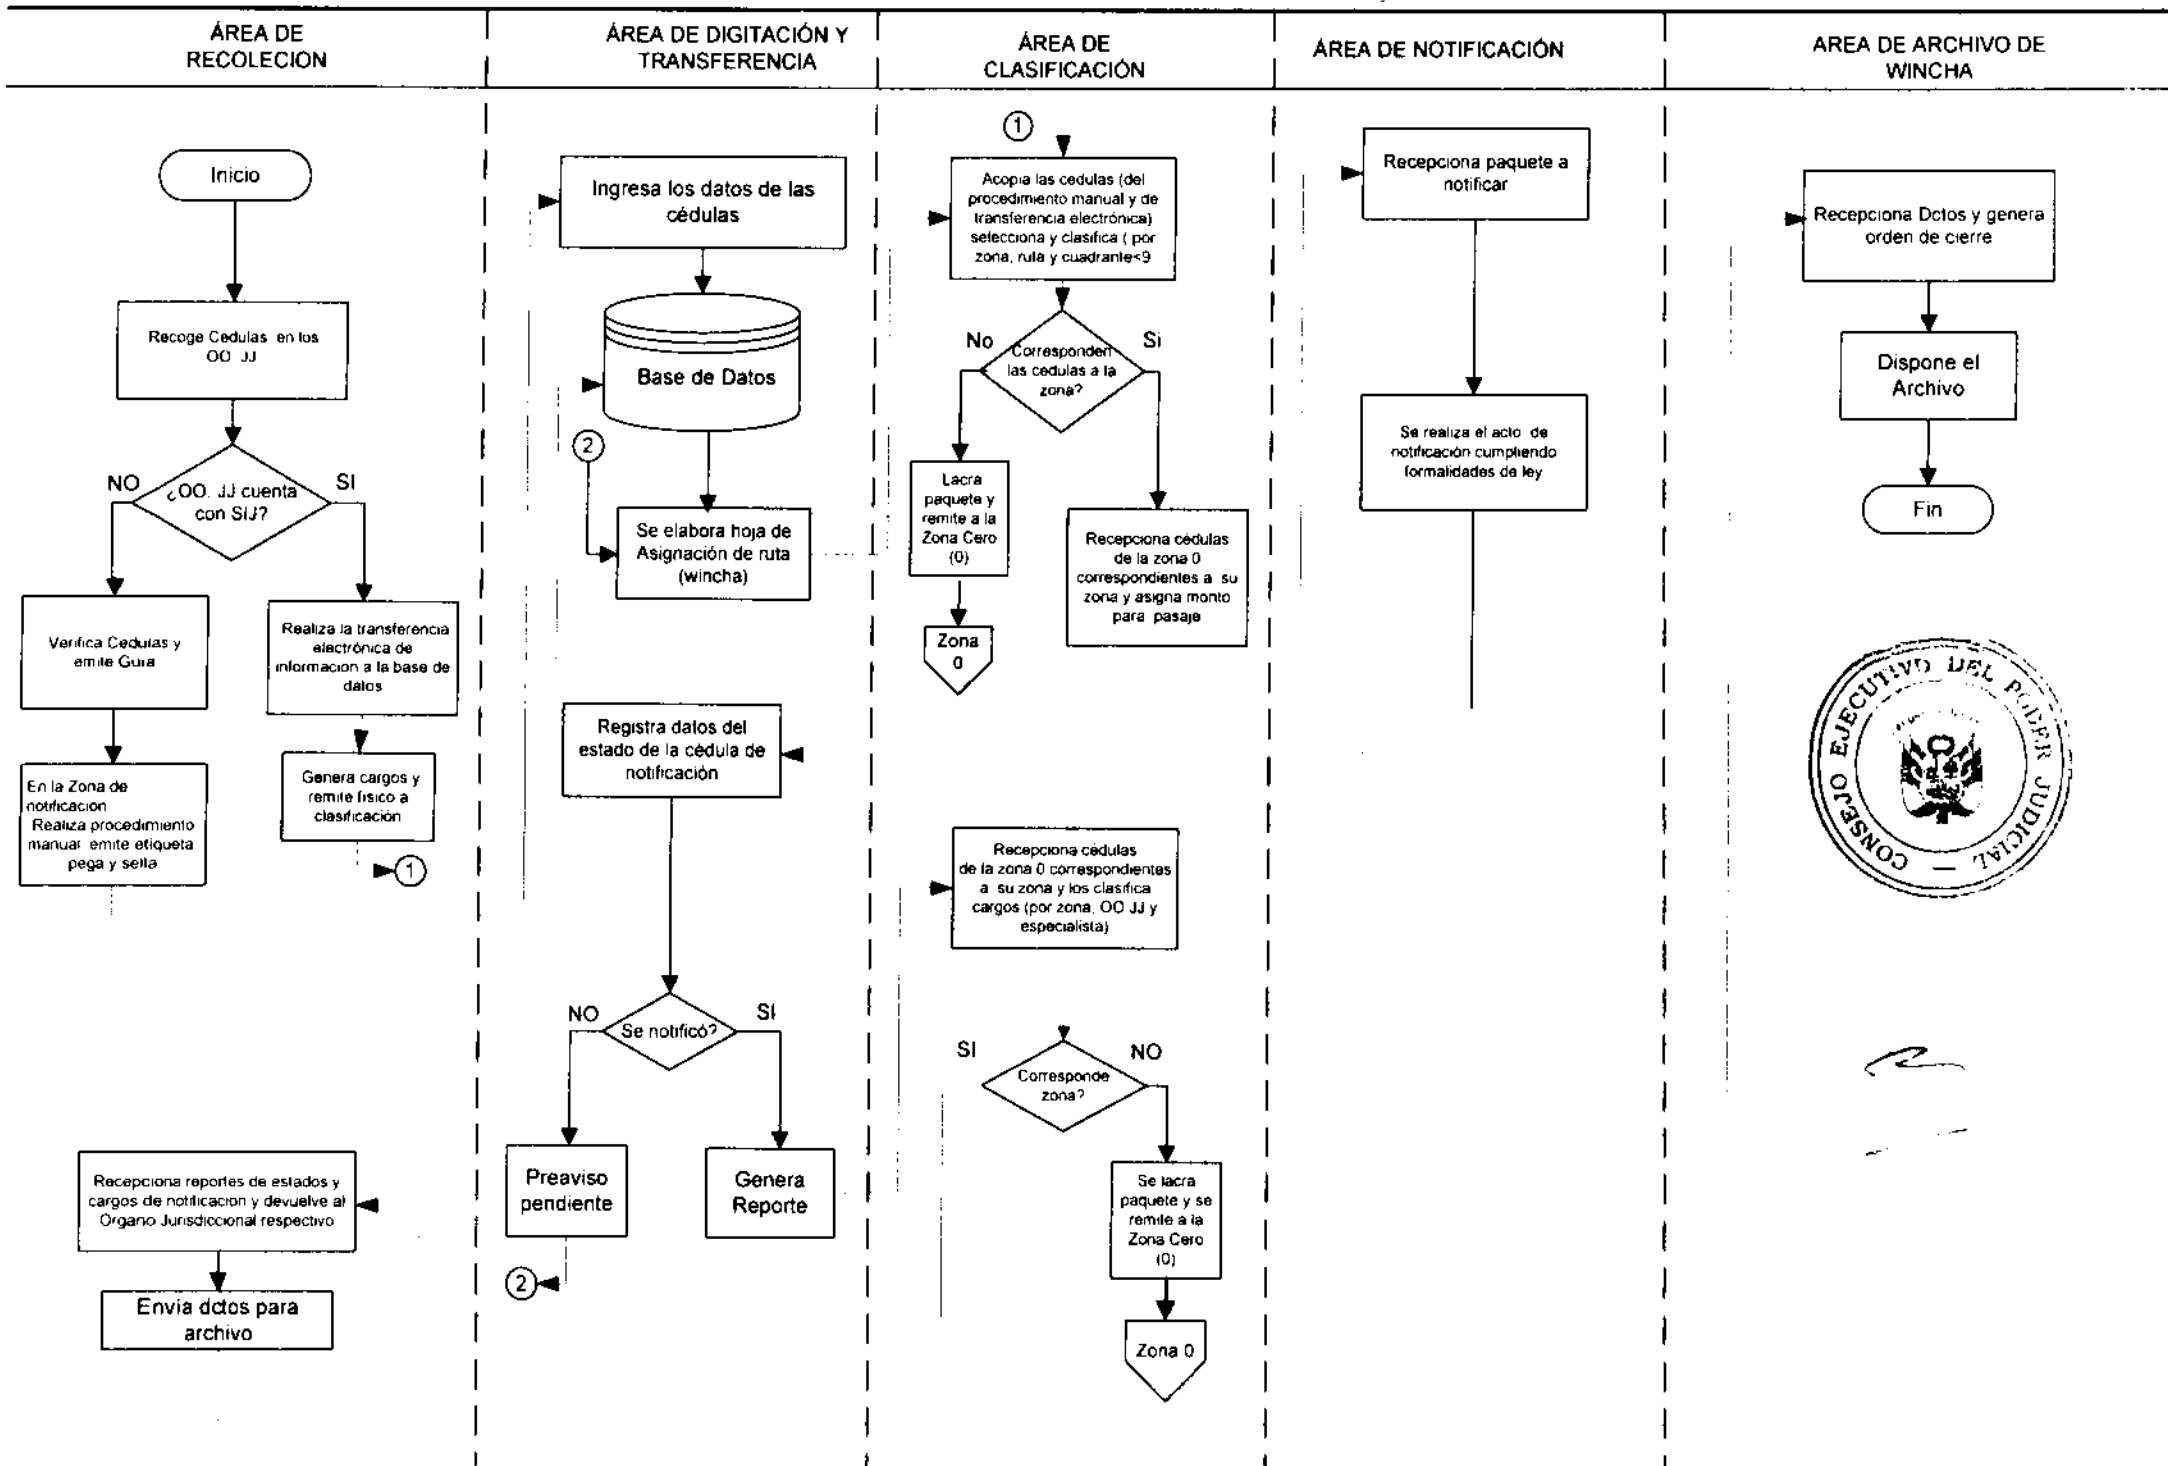 ÁREA DE
RECOLECION
ÁREA DE DIGITACIÓN Y
TRANSFERENCIA
ÁREA DE
CLASIFICACIÓN
ÁREA DE NOTIFICACIÓN
AREA DE ARCHIVO DE
WINCHA
Inicio
Recoge Cedulas en los
OO. JJ
¿OO. JJ cuenta
con SIJ?
NO
SI
Verifica Cedulas y
emite Guia
Realiza la transferencia
electrónica de
informacion a la base de
datos
En la Zona de
notificacion
Realiza procedimiento
manual emite etiqueta
pega y sella
Genera cargos y
remite fisico a
clasificación
1
Recepciona reportes de estados y
cargos de notificacion y devuelve al
Organo Jurisdiccional respectivo
Envía dctos para
archivo
Ingresa los datos de las
cédulas
Base de Datos
2
Se elabora hoja de
Asignación de ruta
(wincha)
Registra datos del
estado de la cédula de
notificación
NO
SI
Se notificó?
Preaviso
pendiente
Genera
Reporte
2
1
Acopia las cedulas (del
procedimiento manual y de
transferencia electrónica)
selecciona y clasifica ( por
zona, ruta y cuadrante<9
No
Si
Corresponden
las cedulas a la
zona?
Lacra
paquete y
remite a la
Zona Cero
(0)
Zona
0
Recepciona cédulas
de la zona 0
correspondientes a su
zona y asigna monto
para pasaje
Recepciona cédulas
de la zona 0 correspondientes
a su zona y los clasifica
cargos (por zona, OO JJ y
especialista)
SI
NO
Corresponde
zona?
Se lacra
paquete y se
remite a la
Zona Cero
(0)
Zona 0
Recepciona paquete a
notificar
Se realiza el acto de
notificación cumpliendo
formalidades de ley
Recepciona Dctos y genera
orden de cierre
Dispone el
Archivo
Fin
CONSEJO EJECUTIVO DEL PODER JUDICIAL